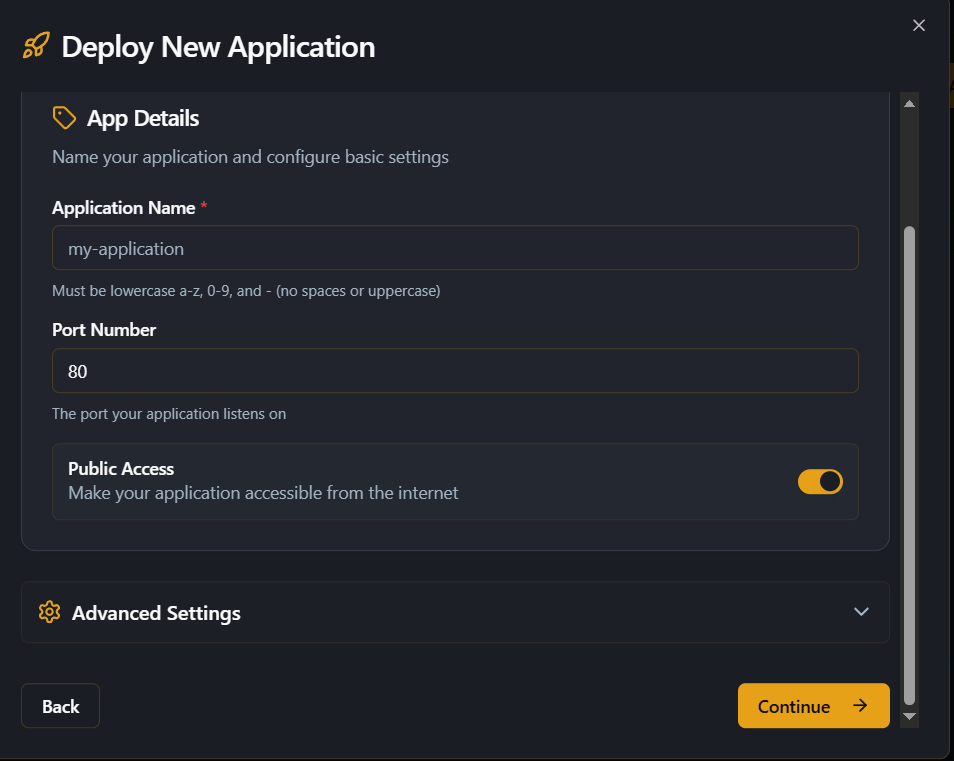 Deploy New Application
App Details
Name your application and configure basic settings
Application Name *
my-application
Must be lowercase a-z, 0-9, and - (no spaces or uppercase)
Port Number
80
The port your application listens on
Public Access
Make your application accessible from the internet
Advanced Settings
Back
Continue